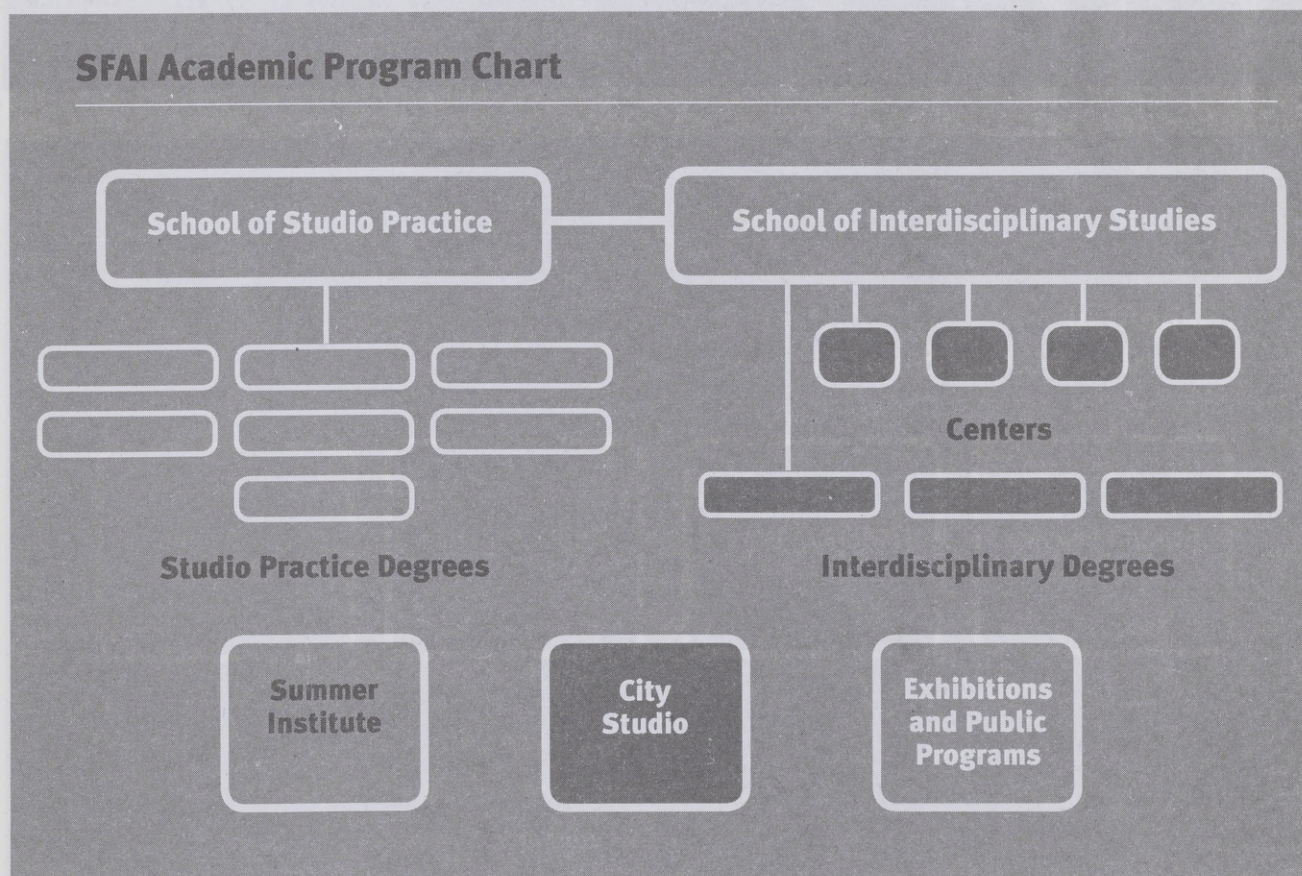 SFAI Academic Program Chart
School of Studio Practice
School of Interdisciplinary Studies
Centers
Studio Practice Degrees
Interdisciplinary Degrees
Summer
Institute
City
Studio
Exhibitions
and Public
Programs